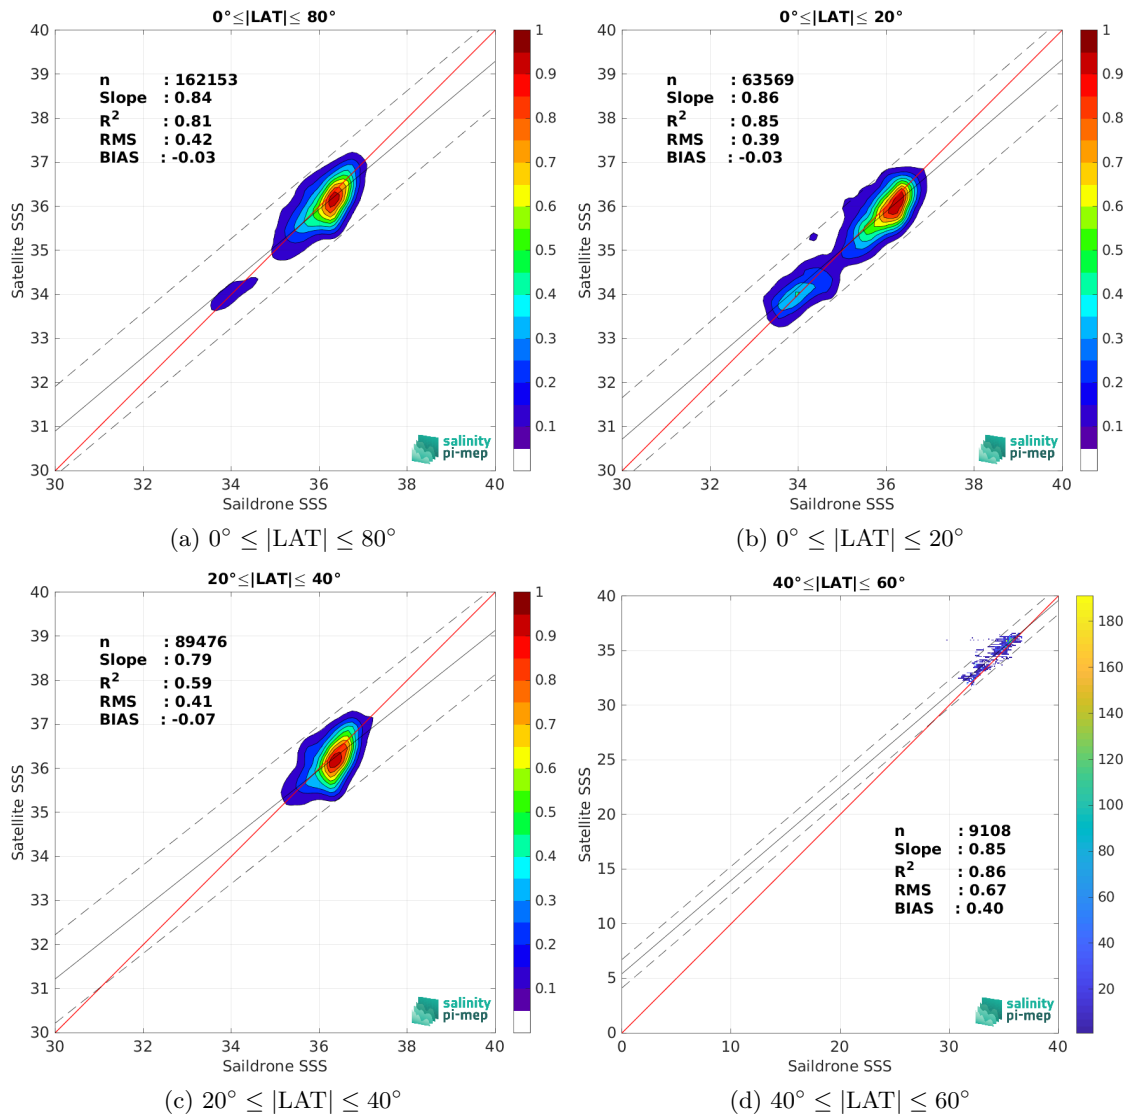 0°≤|LAT|≤ 80°
40
39
38
37
36
35
34
33
32
31
30
30
32
34
36
38
40
Satellite SSS
Saildrone SSS
n : 162153
Slope : 0.84
R² : 0.81
RMS : 0.42
BIAS : -0.03
1
0.9
0.8
0.7
0.6
0.5
0.4
0.3
0.2
0.1
salinity
pi-mep
(a) 0° ≤ |LAT| ≤ 80°
0°≤|LAT|≤ 20°
40
39
38
37
36
35
34
33
32
31
30
30
32
34
36
38
40
Satellite SSS
Saildrone SSS
n : 63569
Slope : 0.86
R² : 0.85
RMS : 0.39
BIAS : -0.03
1
0.9
0.8
0.7
0.6
0.5
0.4
0.3
0.2
0.1
salinity
pi-mep
(b) 0° ≤ |LAT| ≤ 20°
20°≤|LAT|≤ 40°
40
39
38
37
36
35
34
33
32
31
30
30
32
34
36
38
40
Satellite SSS
Saildrone SSS
n : 89476
Slope : 0.79
R² : 0.59
RMS : 0.41
BIAS : -0.07
1
0.9
0.8
0.7
0.6
0.5
0.4
0.3
0.2
0.1
salinity
pi-mep
(c) 20° ≤ |LAT| ≤ 40°
40°≤|LAT|≤ 60°
40
35
30
25
20
15
10
5
0
0
10
20
30
40
Satellite SSS
Saildrone SSS
n : 9108
Slope : 0.85
R² : 0.86
RMS : 0.67
BIAS : 0.40
180
160
140
120
100
80
60
40
20
salinity
pi-mep
(d) 40° ≤ |LAT| ≤ 60°